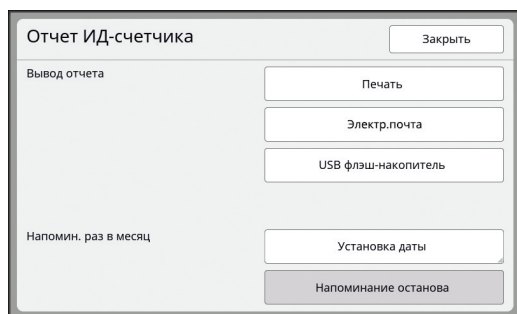 Отчет ИД-счетчика
Закрыть
Вывод отчета
Печать
Электр.почта
USB флэш-накопитель
Напомин. раз в месяц
Установка даты
Напоминание останова